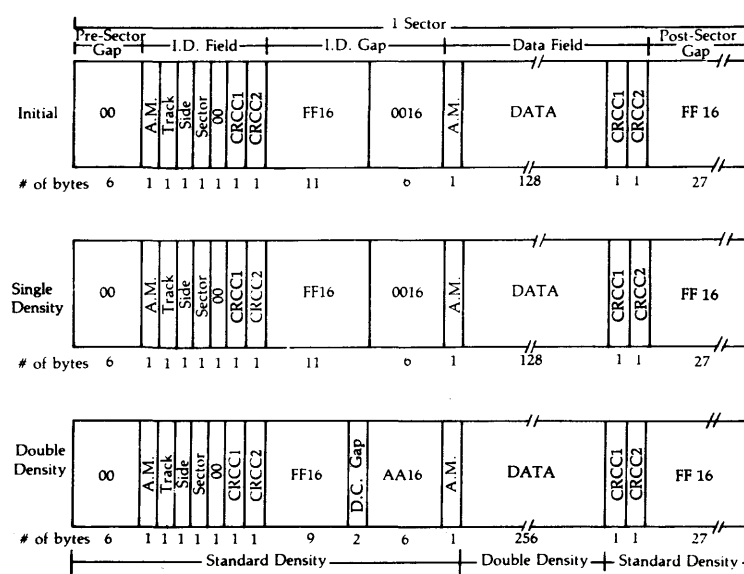 1 Sector
Pre-Sector Gap I.D. Field I.D. Gap Data Field Post-Sector Gap
Initial 00 A.M. Track Side Sector 00 CRCC1 CRCC2 FF16 0016 A.M. DATA CRCC1 CRCC2 FF 16
# of bytes 6 1 1 1 1 1 1 1 11 6 1 128 1 1 27
Single Density 00 A.M. Track Side Sector 00 CRCC1 CRCC2 FF16 0016 A.M. DATA CRCC1 CRCC2 FF 16
# of bytes 6 1 1 1 1 1 1 1 11 6 1 128 1 1 27
Double Density 00 A.M. Track Side Sector 00 CRCC1 CRCC2 FF16 D.C. Gap AA16 A.M. DATA CRCC1 CRCC2 FF 16
# of bytes 6 1 1 1 1 1 1 1 9 2 6 1 256 1 1 27
Standard Density Double Density Standard Density